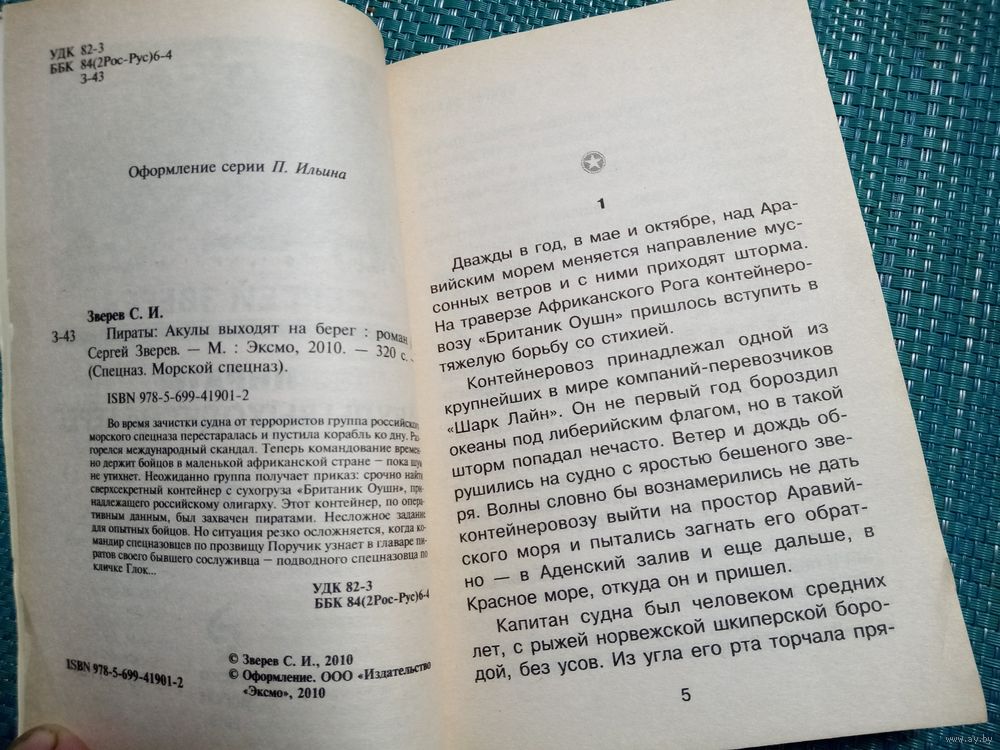 УДК 82-3
ББК 84(2Рос-Рус)6-4
З-43
Оформление серии П. Ильина
Зверев С. И.
З-43 Пираты: Акулы выходят на берег : роман
Сергей Зверев. — М. : Эксмо, 2010. — 320 с. -
(Спецназ. Морской спецназ).
ISBN 978-5-699-41901-2
Во время зачистки судна от террористов группа российског
морского спецназа перестаралась и пустила корабль ко дну. Раз
горелся международный скандал. Теперь командование времен-
но держит бойцов в маленькой африканской стране — пока шум
не утихнет. Неожиданно группа получает приказ: срочно найти
сверхсекретный контейнер с сухогруза «Британик Оушн», при-
надлежащего российскому олигарху. Этот контейнер, по опера-
тивным данным, был захвачен пиратами. Несложное задание
для опытных бойцов. Но ситуация резко осложняется, когда ко-
мандир спецназовцев по прозвищу Поручик узнает в главаре пи-
ратов своего бывшего сослуживца — подводного спецназовца по
кличке Глок...
УДК 82-3
ББК 84(2Рос-Рус)6-4
© Зверев С. И., 2010
© Оформление. ООО «Издательство
«Эксмо», 2010
ISBN 978-5-699-41901-2
1
Дважды в год, в мае и октябре, над Ара-
вийским морем меняется направление мус-
сонных ветров и с ними приходят шторма.
На траверзе Африканского Рога контейнеро-
возу «Британик Оушн» пришлось вступить в
тяжелую борьбу со стихией.
Контейнеровоз принадлежал одной из
крупнейших в мире компаний-перевозчиков
«Шарк Лайн». Он не первый год бороздил
океаны под либерийским флагом, но в такой
шторм попадал нечасто. Ветер и дождь об-
рушились на судно с яростью бешеного зве-
ря. Волны словно бы вознамерились не дать
контейнеровозу выйти на простор Аравий-
ского моря и пытались загнать его обрат-
но — в Аденский залив и еще дальше, в
Красное море, откуда он и пришел.
Капитан судна был человеком средних
лет, с рыжей норвежской шкиперской боро-
дой, без усов. Из угла его рта торчала пря-
5
www.ay.by